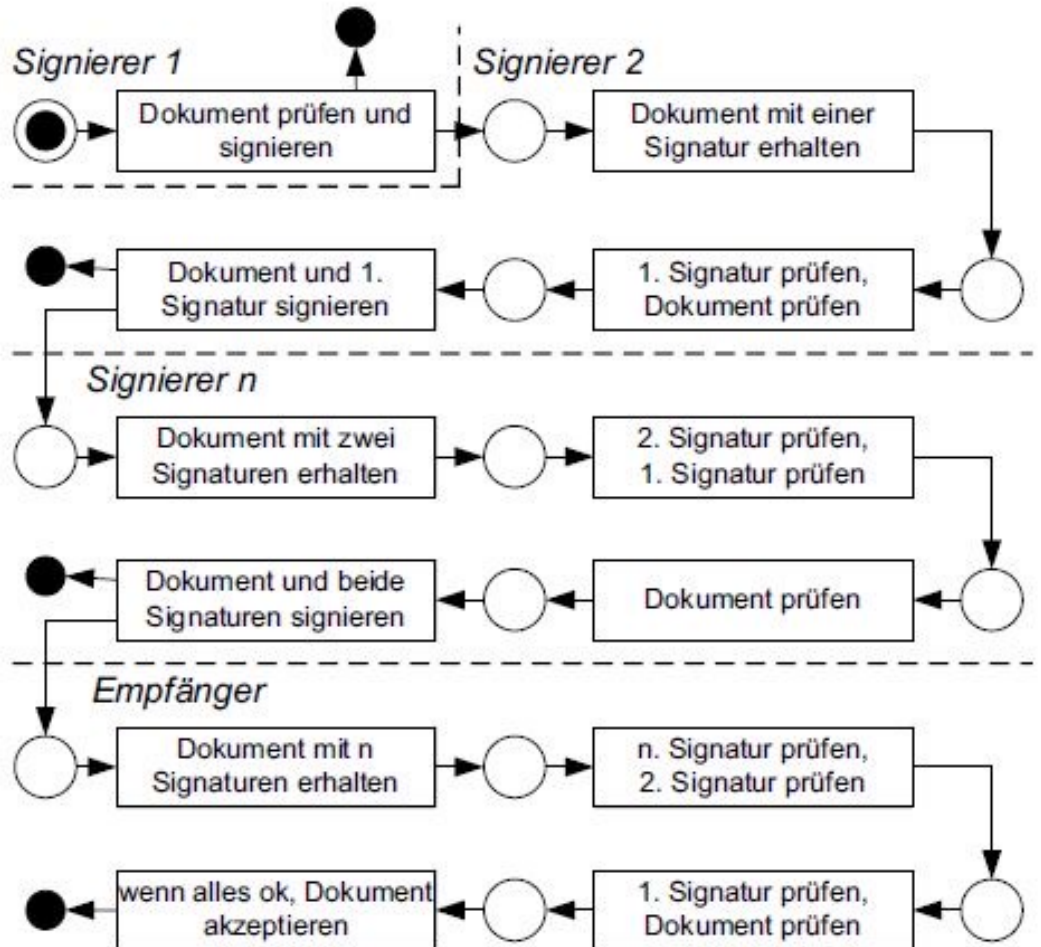 Signierer 1
Dokument prüfen und
signieren
Signierer 2
Dokument mit einer
Signatur erhalten
1. Signatur prüfen,
Dokument prüfen
Dokument und 1.
Signatur signieren
Signierer n
Dokument mit zwei
Signaturen erhalten
2. Signatur prüfen,
1. Signatur prüfen
Dokument prüfen
Dokument und beide
Signaturen signieren
Empfänger
Dokument mit n
Signaturen erhalten
n. Signatur prüfen,
2. Signatur prüfen
1. Signatur prüfen,
Dokument prüfen
wenn alles ok, Dokument
akzeptieren